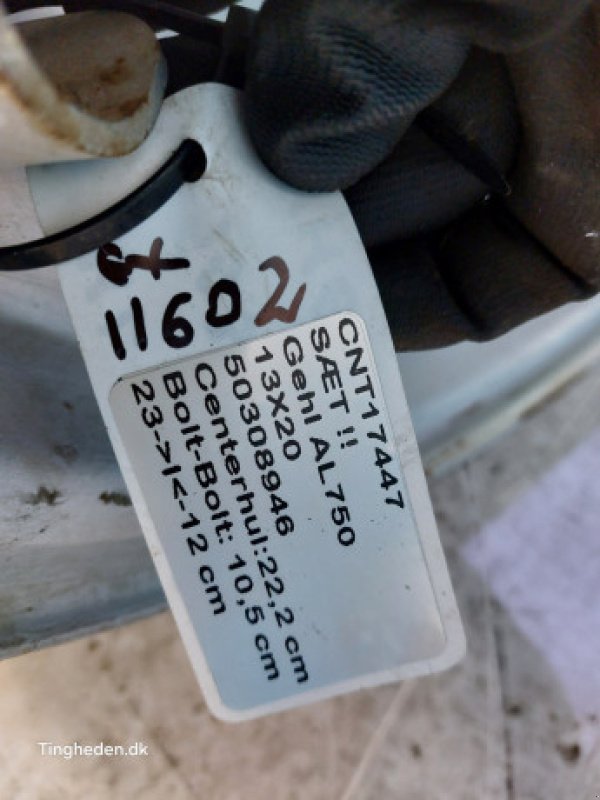 11602
CNT17447
SÆT !!
Gehl AL750
13X20
50308946
Centerhul:22,2 cm
Bolt-Bolt: 10,5 cm
23->I<-12 cm
Tingheden.dk